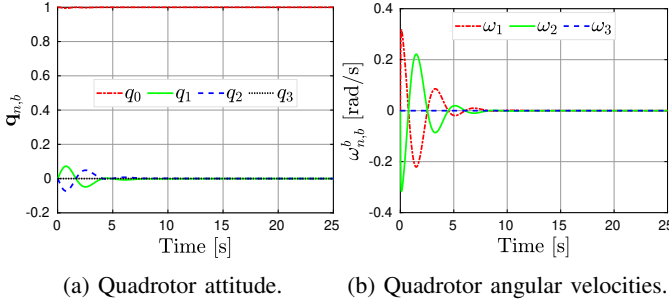 1
0.8
0.6
0.4
0.2
0
-0.2
q_{n,b}
q_0 q_1 q_2 q_3
0 5 10 15 20 25
Time [s]
(a) Quadrotor attitude.
0.4
0.2
0
-0.2
-0.4
ω^b_{n,b} [rad/s]
ω_1 ω_2 ω_3
0 5 10 15 20 25
Time [s]
(b) Quadrotor angular velocities.